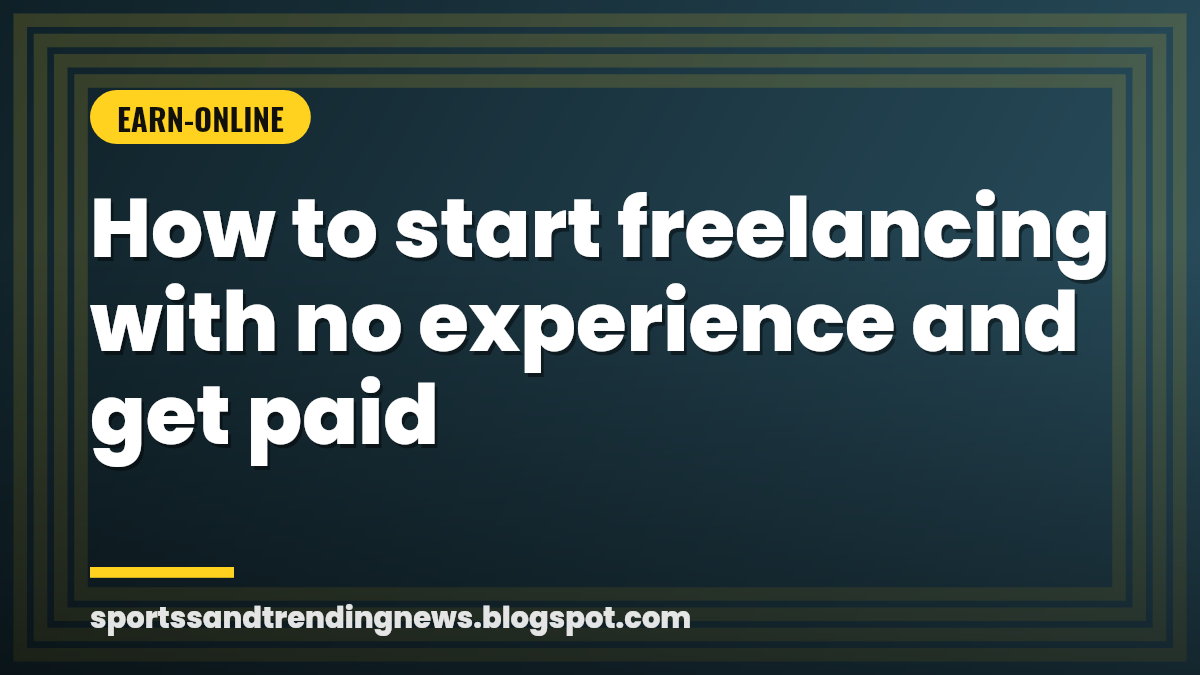 EARN-ONLINE
How to start freelancing
with no experience and
get paid
sportssandtrendingnews.blogspot.com